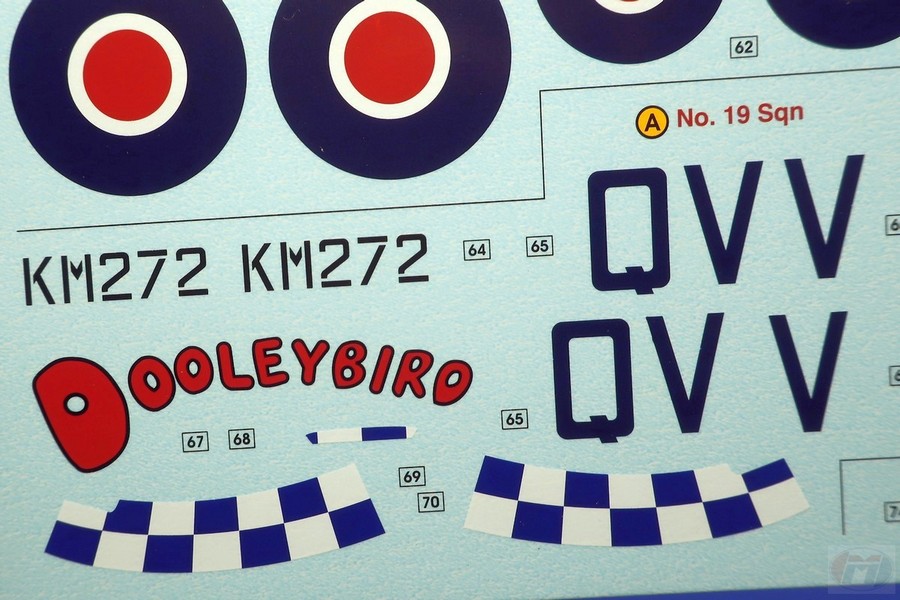 62
A No. 19 Sqn
KM272 KM272 64 65 QVV
DOOLEYBIRD
QVV
65
67 68
69
70